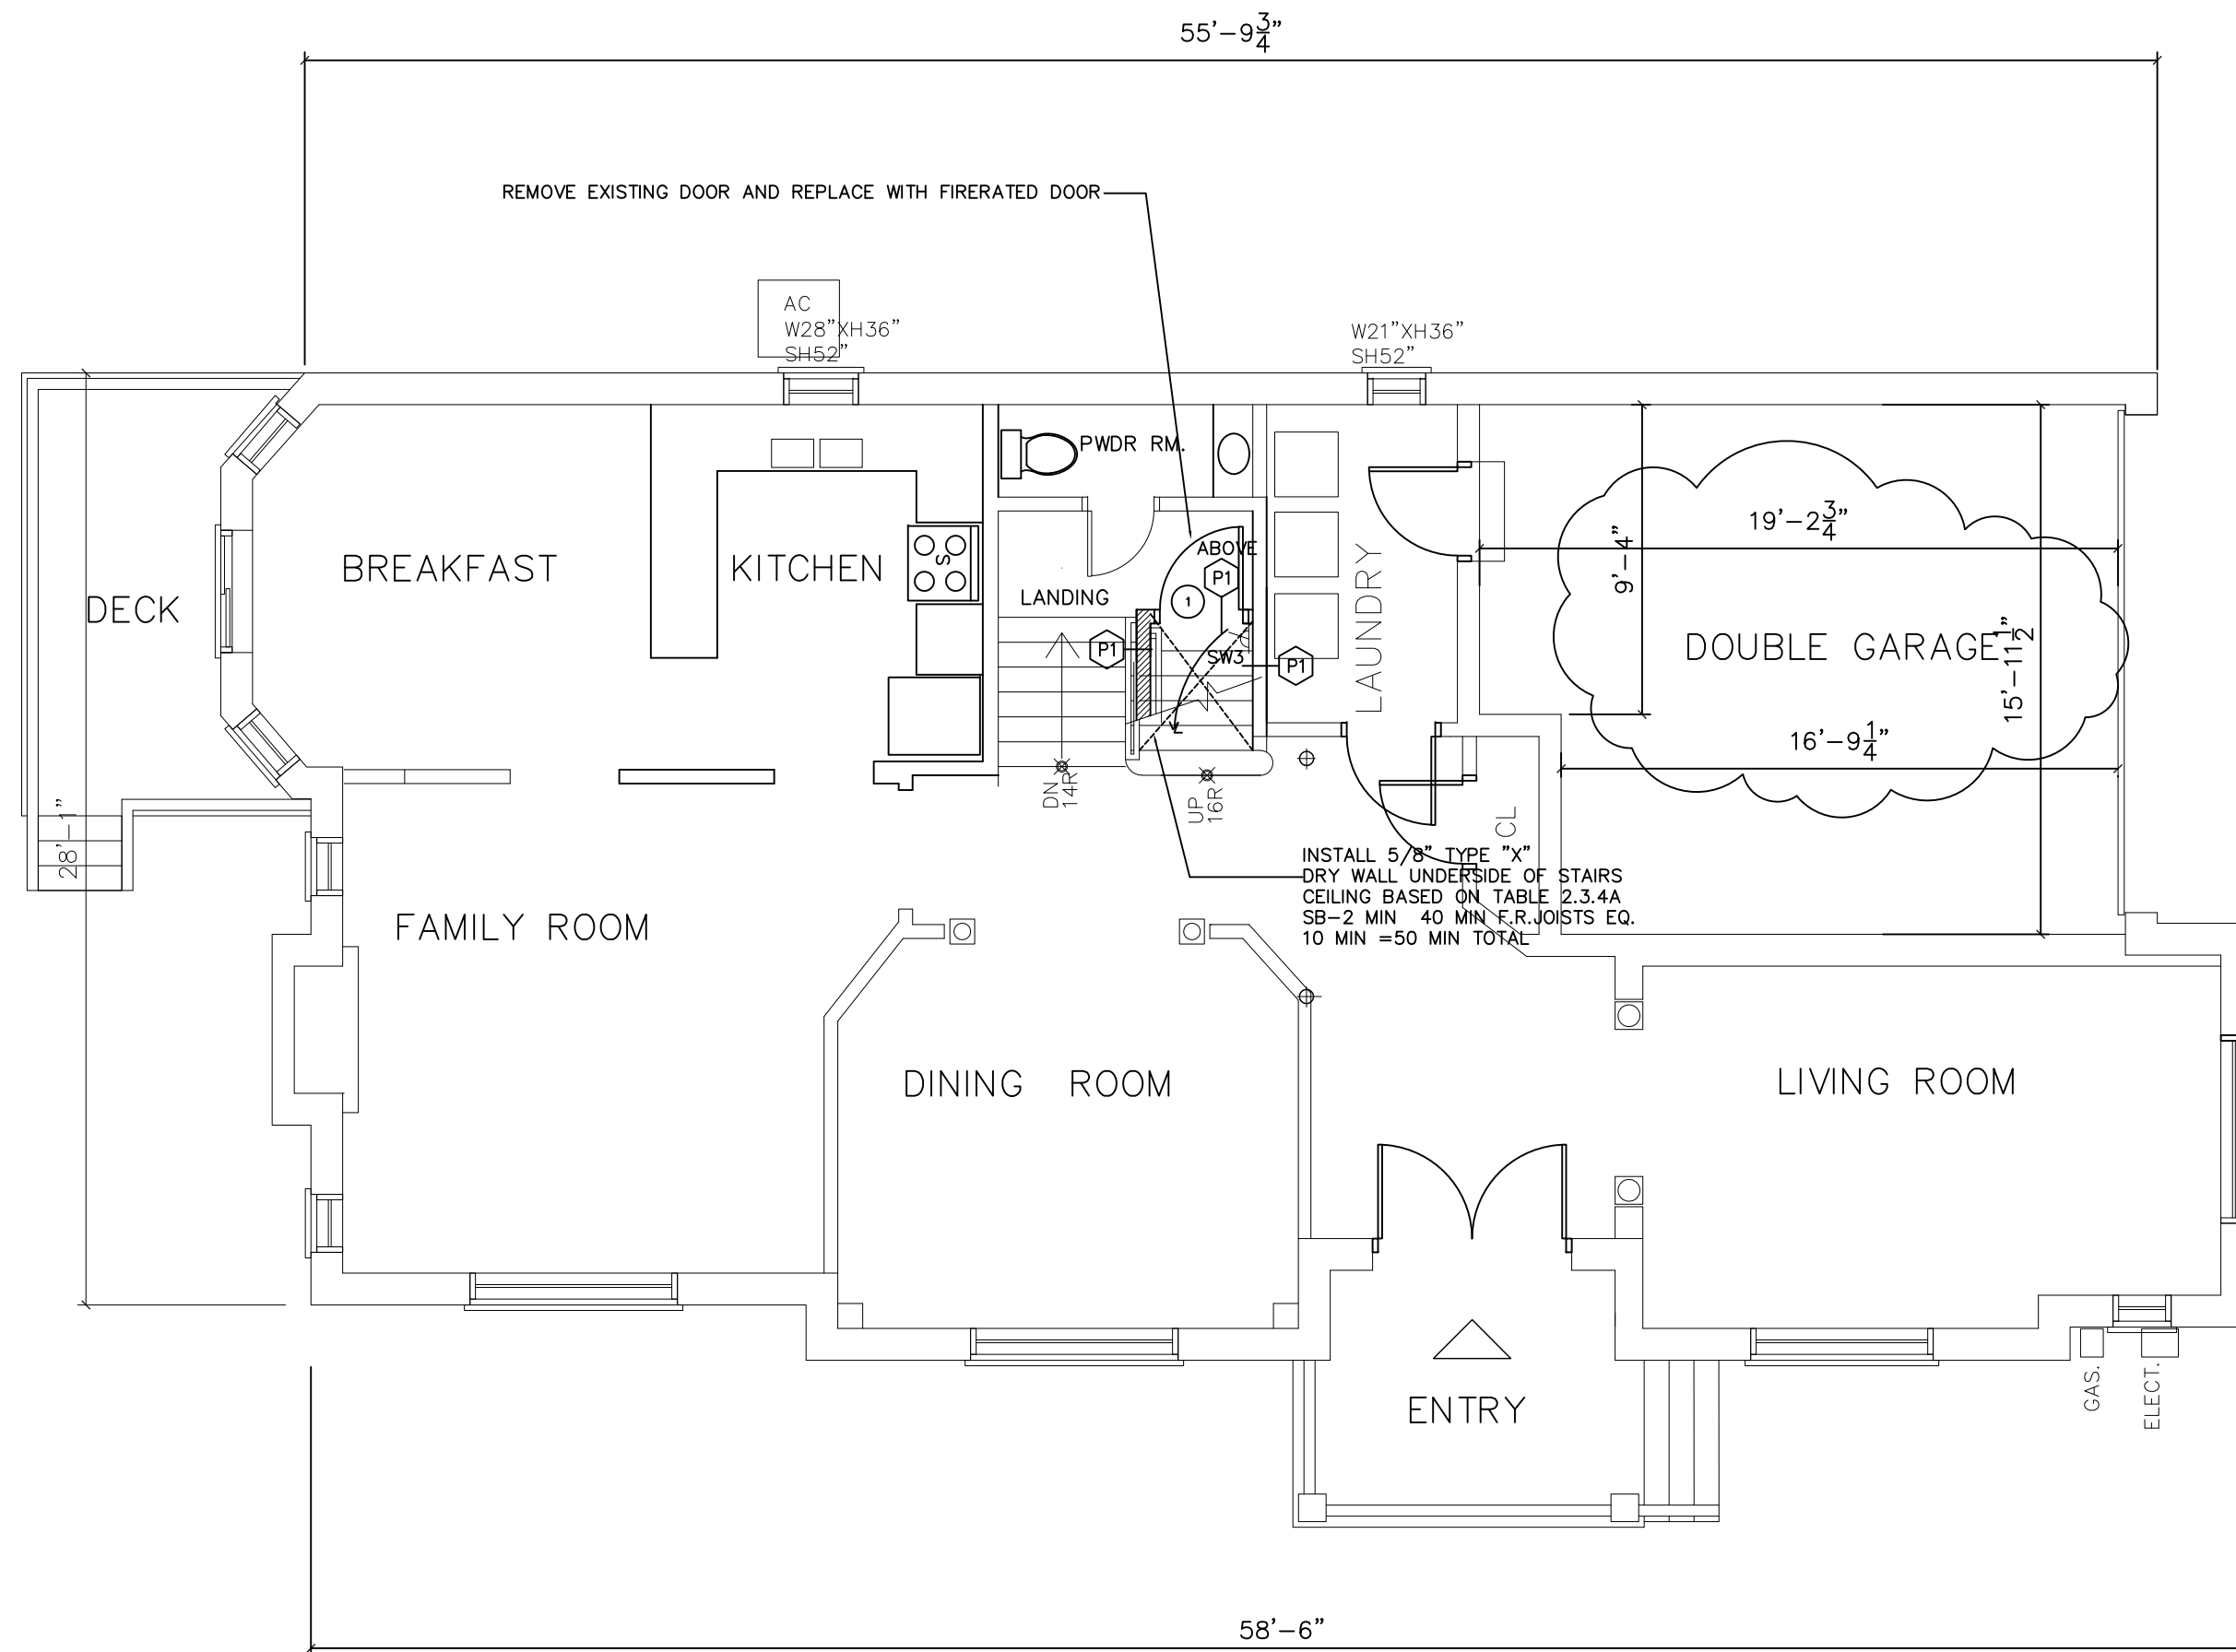 55'-9 3/4"
REMOVE EXISTING DOOR AND REPLACE WITH FIRERATED DOOR
AC
W28"XH36"
SH52"
W21"XH36"
SH52"
PWDR RM.
19'-2 3/4"
9'-4"
ABOVE
P1
1
BREAKFAST
KITCHEN
S
DECK
LANDING
P1
SW3
P1
LAUNDRY
DOUBLE GARAGE
15'-11 1/2"
16'-9 1/4"
DN
14R
UP
16R
CL
28'-1"
INSTALL 5/8" TYPE "X"
DRY WALL UNDERSIDE OF STAIRS
CEILING BASED ON TABLE 2.3.4A
SB-2 MIN 40 MIN F.R.JOISTS EQ.
10 MIN =50 MIN TOTAL
FAMILY ROOM
DINING ROOM
LIVING ROOM
ENTRY
GAS.
ELECT.
58'-6"